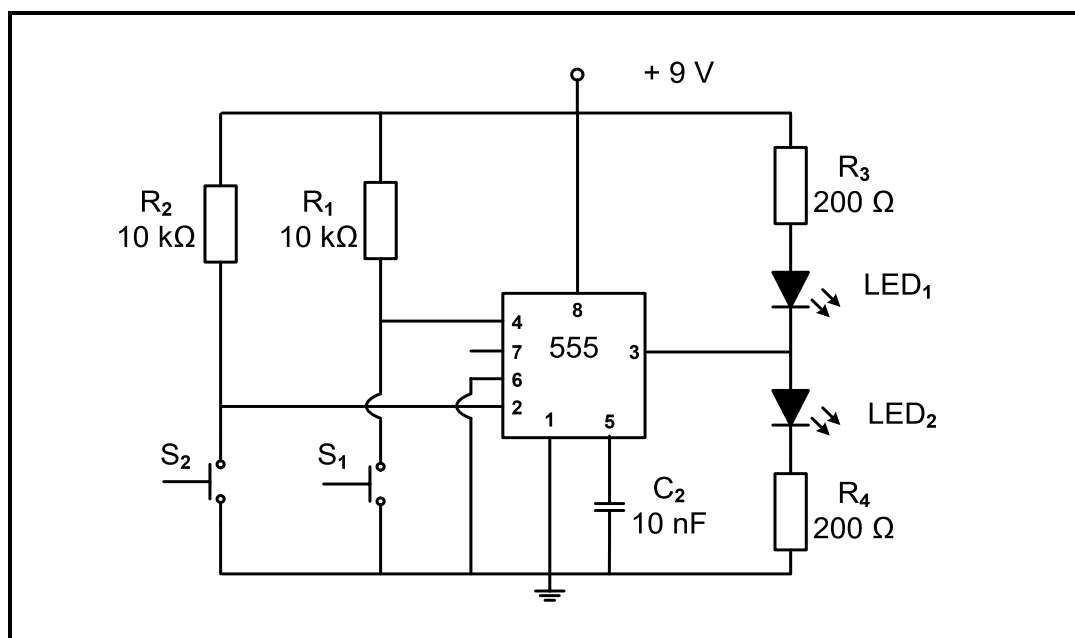 + 9 V
R₂
10 kΩ
R₁
10 kΩ
R₃
200 Ω
LED₁
8
4
7
555
3
6
2
1
5
LED₂
S₂
S₁
C₂
10 nF
R₄
200 Ω